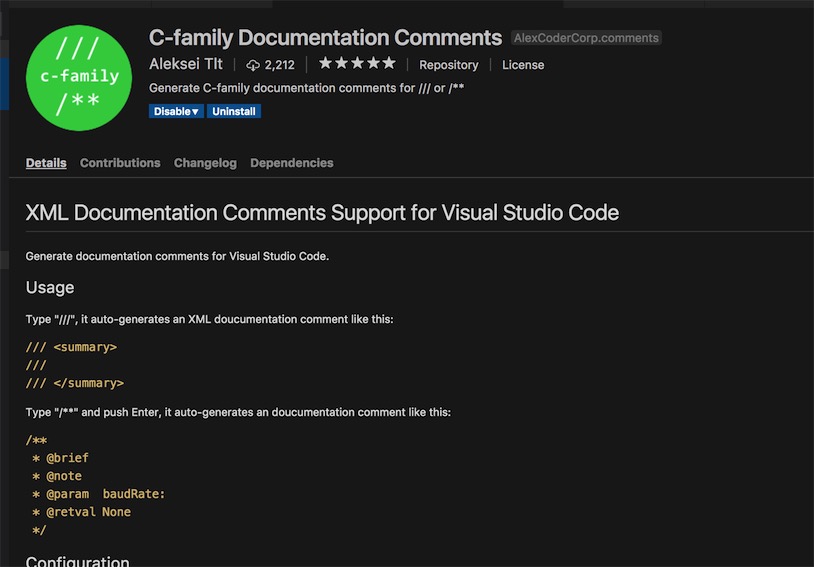 ///
c-family
/**
C-family Documentation Comments AlexCoderCorp.comments
Aleksei Tlt | 2,212 | ★★★★★ | Repository | License
Generate C-family documentation comments for /// or /**
Disable▼ Uninstall
Details Contributions Changelog Dependencies
XML Documentation Comments Support for Visual Studio Code
Generate documentation comments for Visual Studio Code.
Usage
Type "///", it auto-generates an XML doucumentation comment like this:
/// <summary>
///
/// </summary>
Type "/**" and push Enter, it auto-generates an doucumentation comment like this:
/**
 * @brief
 * @note
 * @param  baudRate:
 * @retval None
 */
Configuration